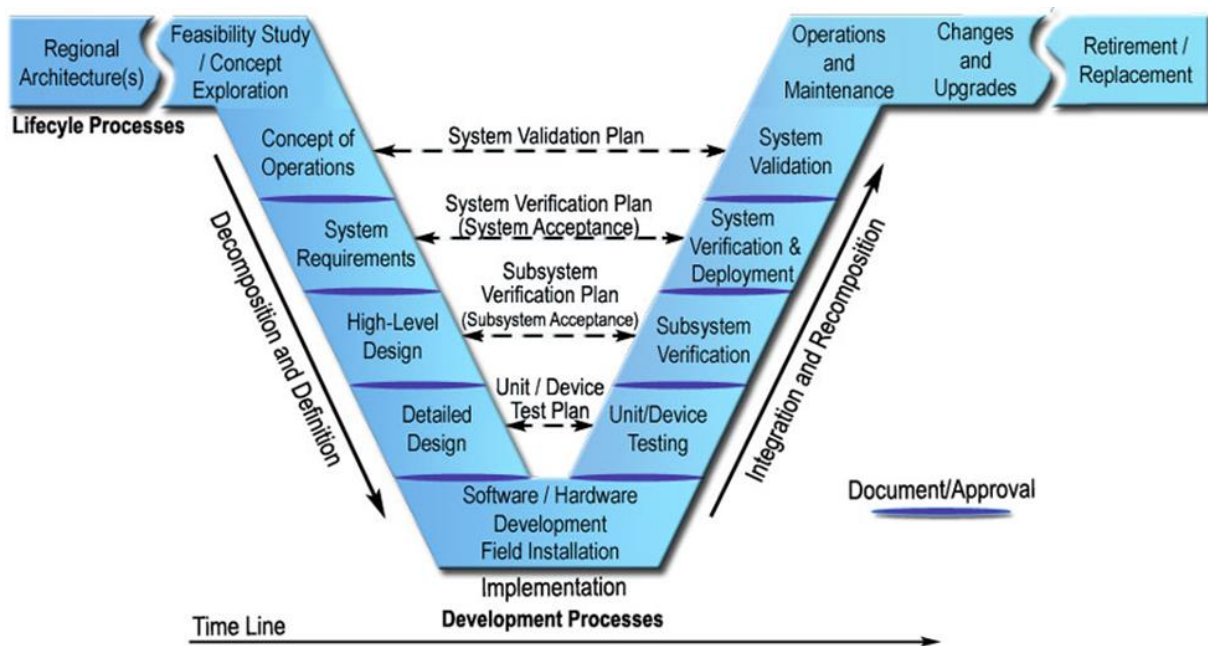 Regional
Architecture(s)
Feasibility Study
/ Concept
Exploration
Operations
and
Maintenance
Changes
and
Upgrades
Retirement /
Replacement
Lifecyle Processes
Concept of
Operations
System Validation Plan
System
Validation
System
Requirements
System Verification Plan
(System Acceptance)
System
Verification &
Deployment
High-Level
Design
Subsystem
Verification Plan
(Subsystem Acceptance)
Subsystem
Verification
Detailed
Design
Unit / Device
Test Plan
Unit/Device
Testing
Decomposition and Definition
Integration and Recomposition
Software / Hardware
Development
Field Installation
Document/Approval
Implementation
Development Processes
Time Line